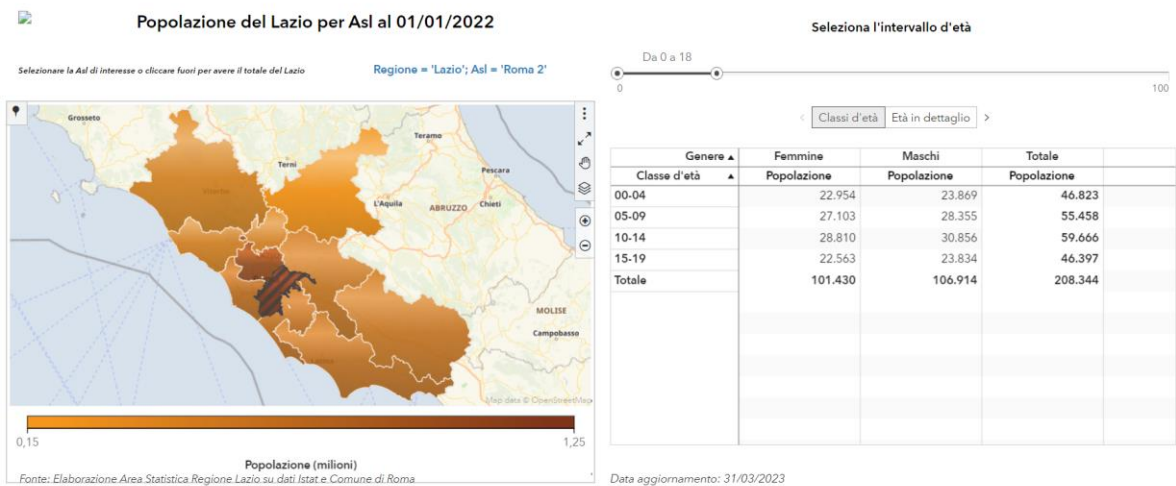 Popolazione del Lazio per Asl al 01/01/2022
Selezionare la Asl di interesse o cliccare fuori per avere il totale del Lazio
Regione = 'Lazio'; Asl = 'Roma 2'
Grosseto
Teramo
Terni
Pescara
Viterbo
L'Aquila
ABRUZZO
Chieti
MOLISE
Campobasso
Latina
Map data © OpenStreetMap
0,15
1,25
Popolazione (milioni)
Fonte: Elaborazione Area Statistica Regione Lazio su dati Istat e Comune di Roma
Seleziona l'intervallo d'età
Da 0 a 18
0
100
< Classi d'età Età in dettaglio >
Genere ▲ Femmine Maschi Totale
Classe d'età ▲ Popolazione Popolazione Popolazione
00-04 22.954 23.869 46.823
05-09 27.103 28.355 55.458
10-14 28.810 30.856 59.666
15-19 22.563 23.834 46.397
Totale 101.430 106.914 208.344
Data aggiornamento: 31/03/2023